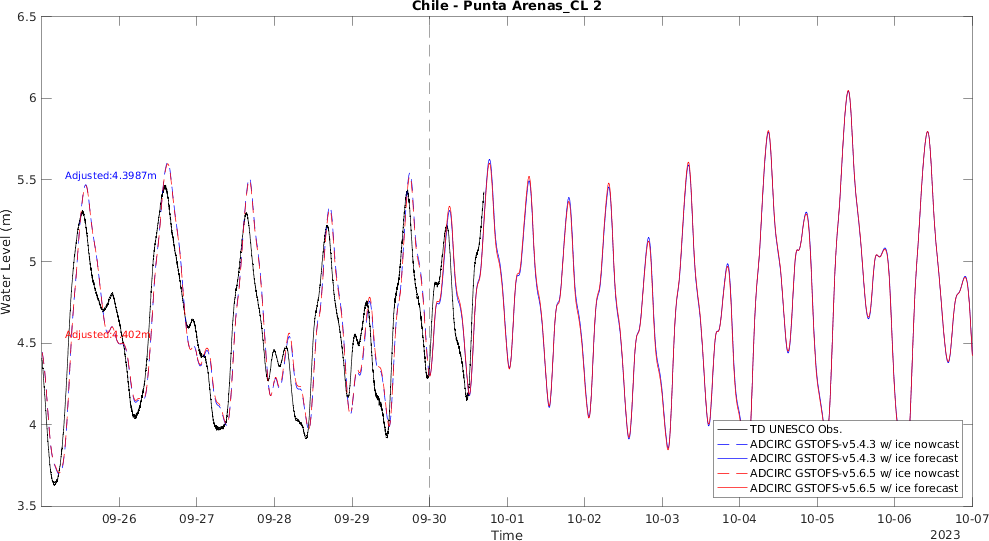 Chile - Punta Arenas_CL 2
Water Level (m)
6.5
6
5.5
5
4.5
4
3.5
Adjusted:4.3987m
Adjusted:4.402m
TD UNESCO Obs.
ADCIRC GSTOFS-v5.4.3 w/ ice nowcast
ADCIRC GSTOFS-v5.4.3 w/ ice forecast
ADCIRC GSTOFS-v5.6.5 w/ ice nowcast
ADCIRC GSTOFS-v5.6.5 w/ ice forecast
09-26 09-27 09-28 09-29 09-30 10-01 10-02 10-03 10-04 10-05 10-06 10-07
Time
2023